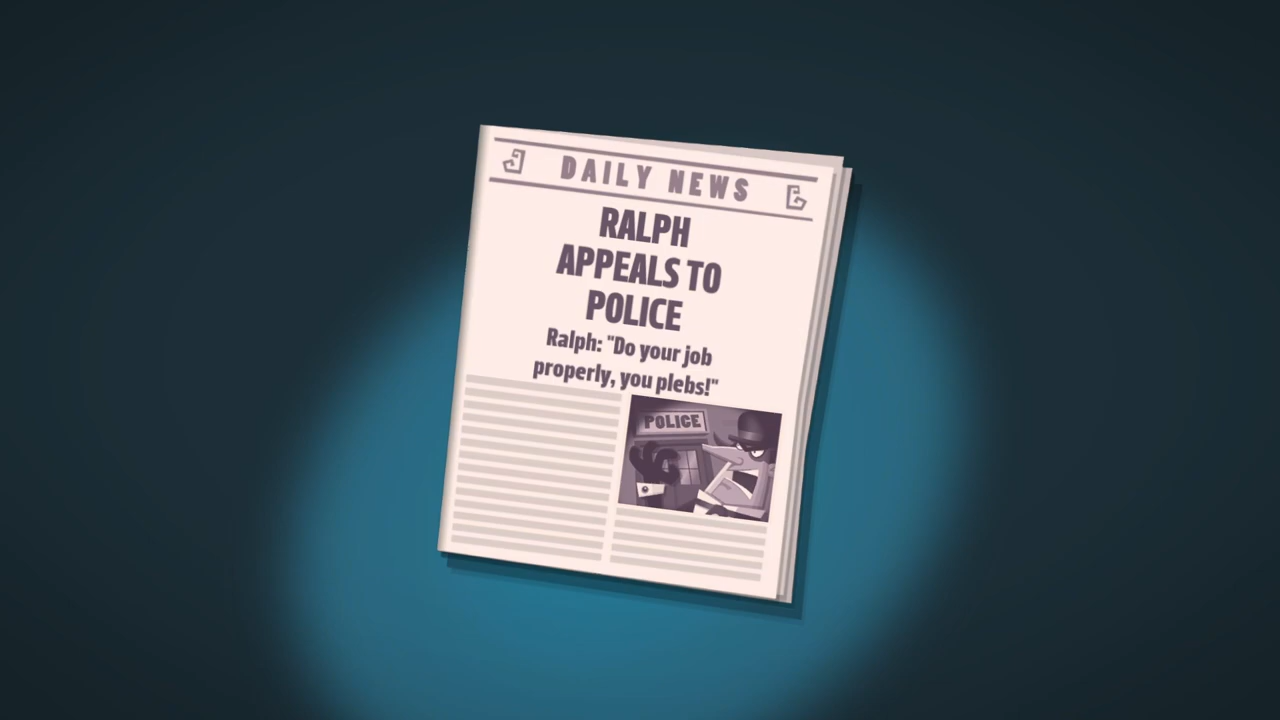 DAILY NEWS
RALPH
APPEALS TO
POLICE
Ralph: "Do your job
properly, you plebs!"
POLICE